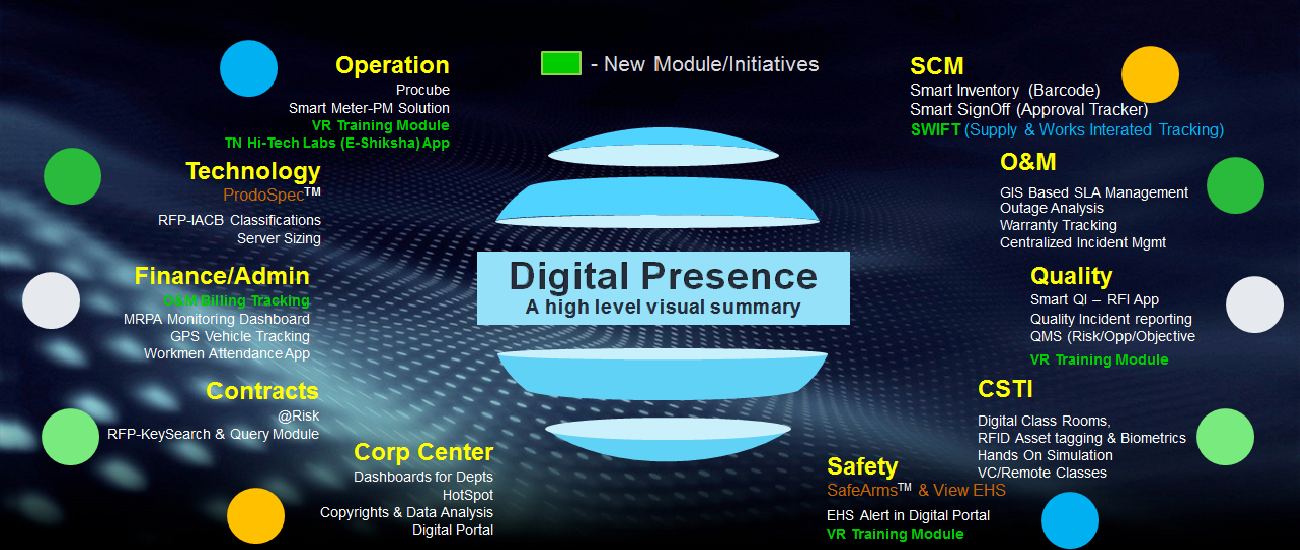 Operation
Procube
Smart Meter-PM Solution
VR Training Module
TN Hi-Tech Labs (E-Shiksha) App
Technology
ProdoSpec™
RFP-IACB Classifications
Server Sizing
Finance/Admin
O&M Billing Tracking
MRPA Monitoring Dashboard
GPS Vehicle Tracking
Workmen Attendance App
Contracts
@Risk
RFP-KeySearch & Query Module
Corp Center
Dashboards for Depts
HotSpot
Copyrights & Data Analysis
Digital Portal
- New Module/Initiatives
Digital Presence
A high level visual summary
SCM
Smart Inventory (Barcode)
Smart SignOff (Approval Tracker)
SWIFT (Supply & Works Interated Tracking)
O&M
GIS Based SLA Management
Outage Analysis
Warranty Tracking
Centralized Incident Mgmt
Quality
Smart QI – RFI App
Quality Incident reporting
QMS (Risk/Opp/Objective
VR Training Module
CSTI
Digital Class Rooms,
RFID Asset tagging & Biometrics
Hands On Simulation
VC/Remote Classes
Safety
SafeArms™ & View EHS
EHS Alert in Digital Portal
VR Training Module